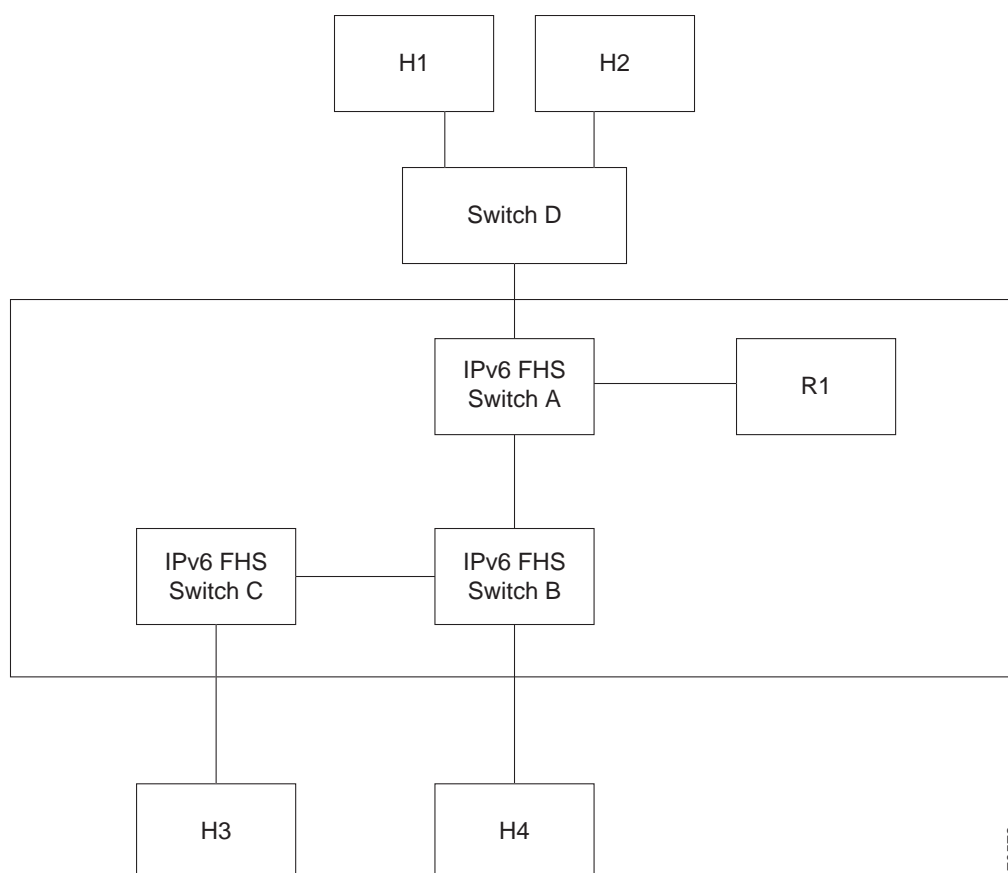 H1
H2
Switch D
IPv6 FHS
Switch A
R1
IPv6 FHS
Switch C
IPv6 FHS
Switch B
H3
H4